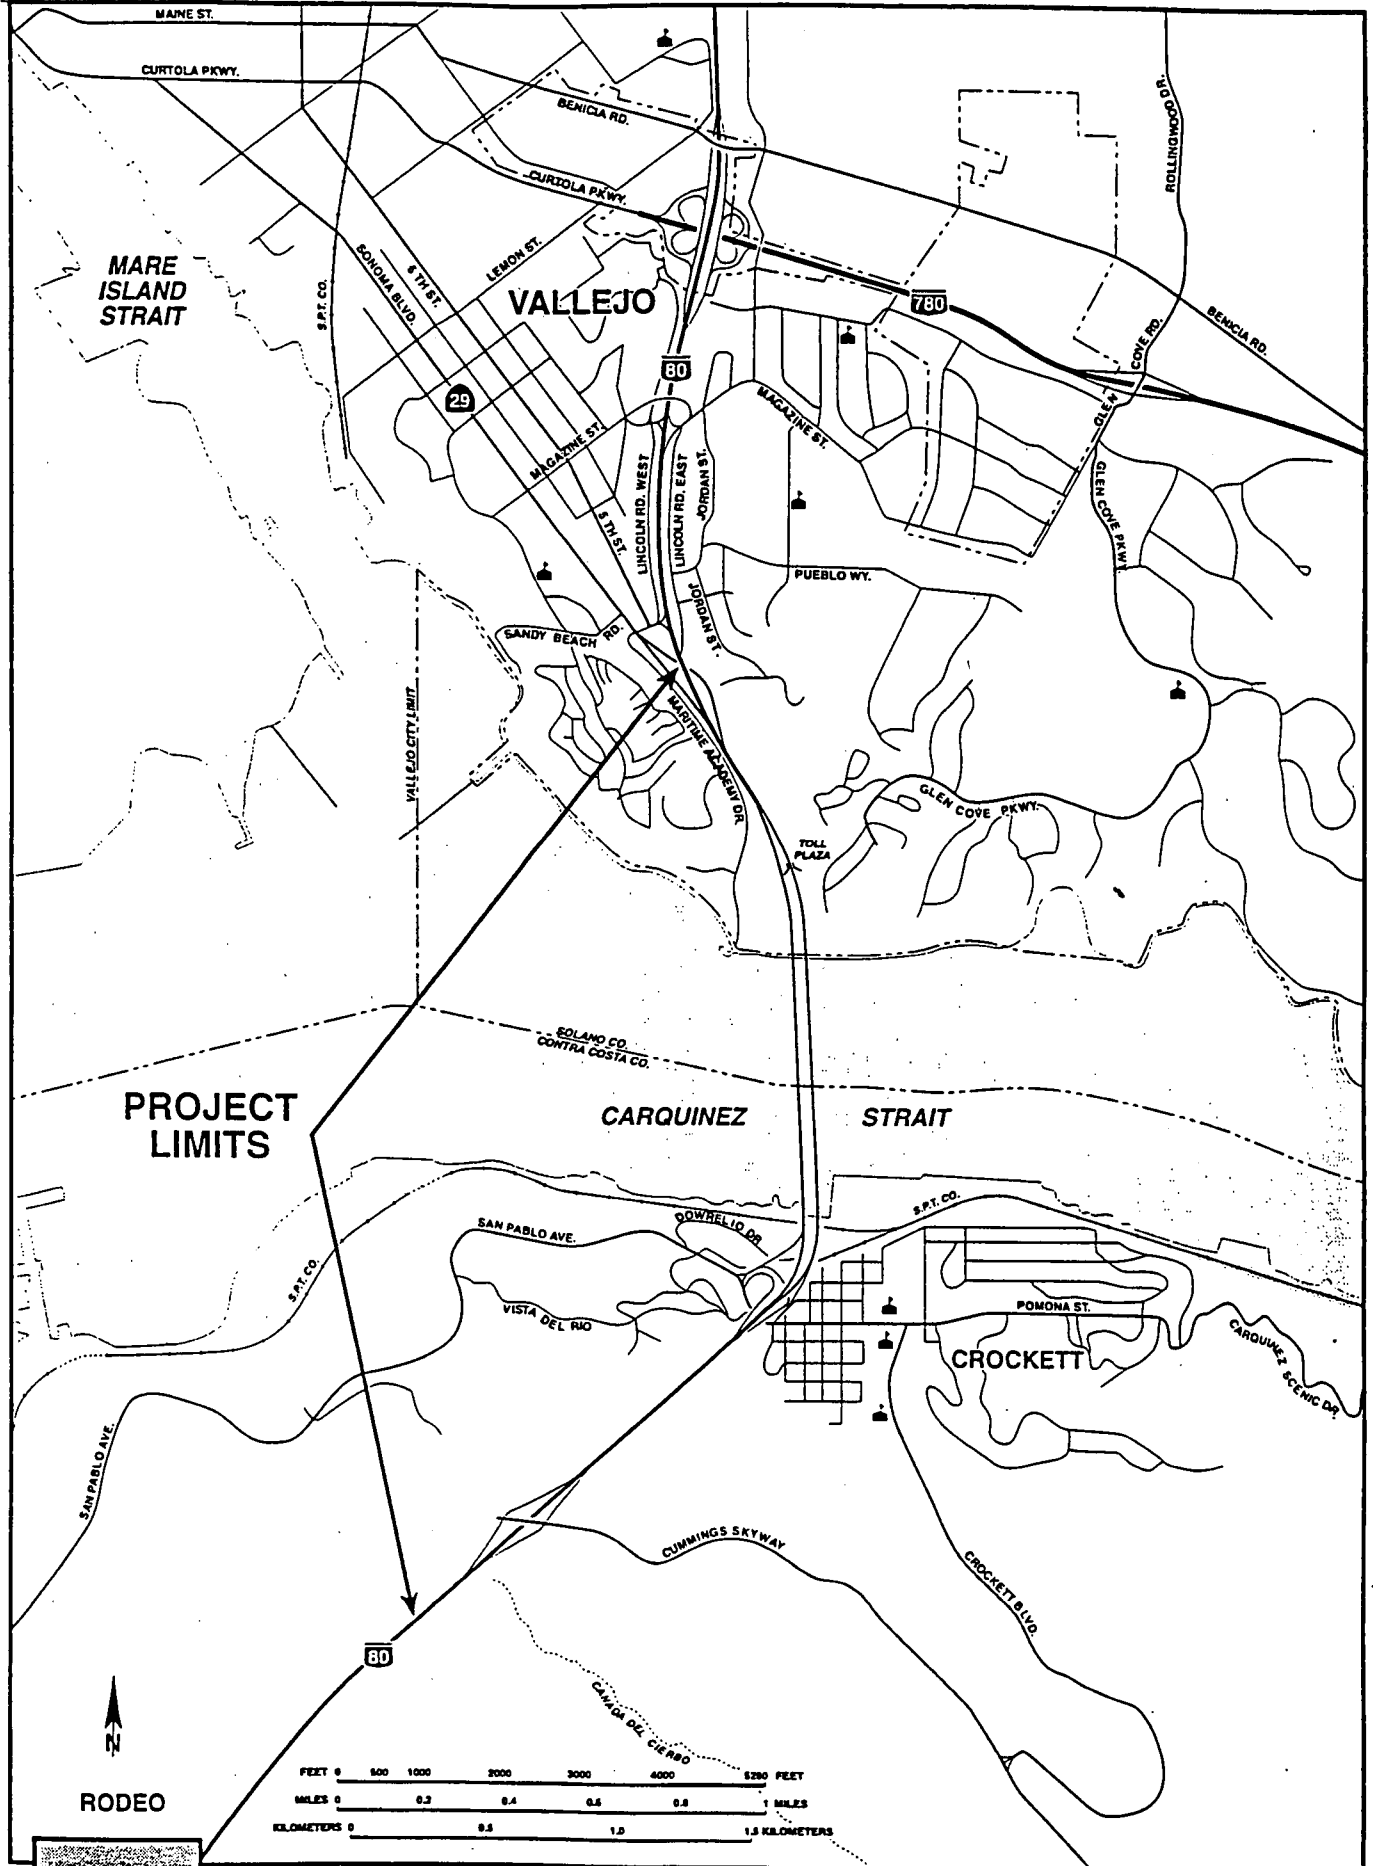 MAINE ST.
CURTOLA PKWY.
BENICIA RD.
ROLLINGWOOD DR.
CURTOLA PKWY.
MARE
ISLAND
STRAIT
S.P.T. CO.
SONOMA BLVD.
6 TH ST.
LEMON ST.
VALLEJO
780
BENICIA RD.
GLEN COVE RD.
80
29
MAGAZINE ST.
MAGAZINE ST.
LINCOLN RD. WEST
LINCOLN RD. EAST
JORDAN ST.
GLEN COVE PKWY.
5 TH ST.
PUEBLO WY.
JORDAN ST.
SANDY BEACH RD.
VALLEJO CITY LIMIT
MARITIME ACADEMY DR.
GLEN COVE PKWY.
TOLL
PLAZA
SOLANO CO.
CONTRA COSTA CO.
PROJECT
LIMITS
CARQUINEZ STRAIT
S.P.T. CO.
SAN PABLO AVE.
DOWRELIO DR.
S.P.T. CO.
VISTA DEL RIO
POMONA ST.
CROCKETT
CARQUINEZ SCENIC DR.
SAN PABLO AVE.
CUMMINGS SKYWAY
CROCKETT BLVD.
80
CANADA DEL CIERBO
N
RODEO
FEET 0 500 1000 2000 3000 4000 5280 FEET
MILES 0 0.2 0.4 0.6 0.8 1 MILES
KILOMETERS 0 0.5 1.0 1.5 KILOMETERS